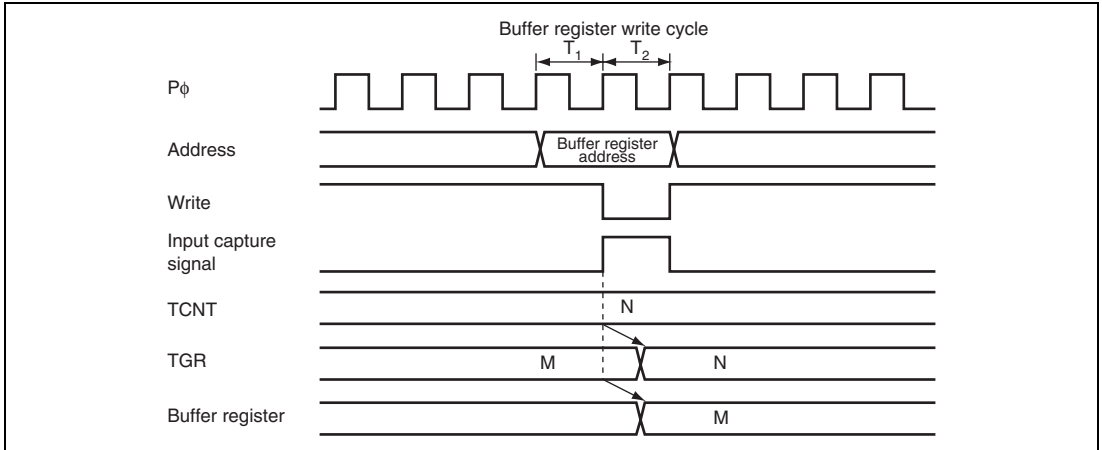 Buffer register write cycle
T1 T2
Pϕ
Address
Buffer register
address
Write
Input capture
signal
TCNT
N
TGR
M N
Buffer register
M